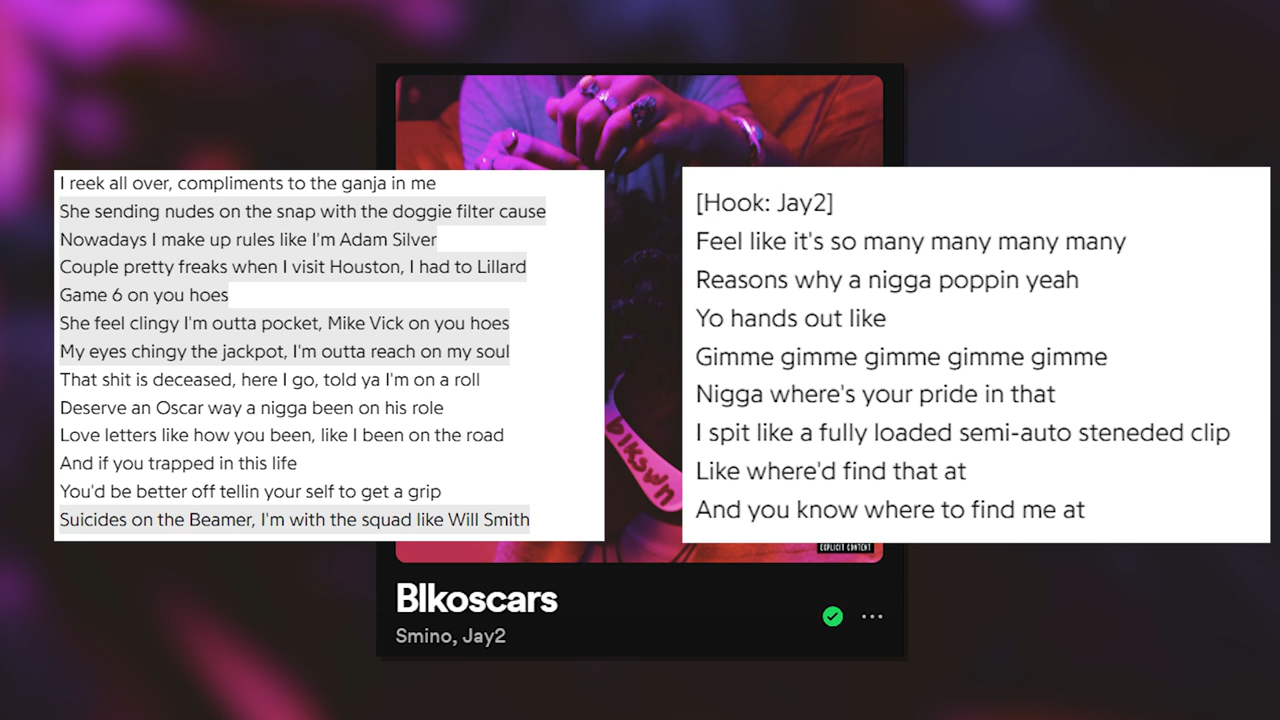 I reek all over, compliments to the ganja in me
She sending nudes on the snap with the doggie filter cause
Nowadays I make up rules like I'm Adam Silver
Couple pretty freaks when I visit Houston, I had to Lillard
Game 6 on you hoes
She feel clingy I'm outta pocket, Mike Vick on you hoes
My eyes chingy the jackpot, I'm outta reach on my soul
That shit is deceased, here I go, told ya I'm on a roll
Deserve an Oscar way a nigga been on his role
Love letters like how you been, like I been on the road
And if you trapped in this life
You'd be better off tellin your self to get a grip
Suicides on the Beamer, I'm with the squad like Will Smith
[Hook: Jay2]
Feel like it's so many many many many
Reasons why a nigga poppin yeah
Yo hands out like
Gimme gimme gimme gimme gimme
Nigga where's your pride in that
I spit like a fully loaded semi-auto steneded clip
Like where'd find that at
And you know where to find me at
blkswn
EXPLICIT CONTENT
Blkoscars
Smino, Jay2